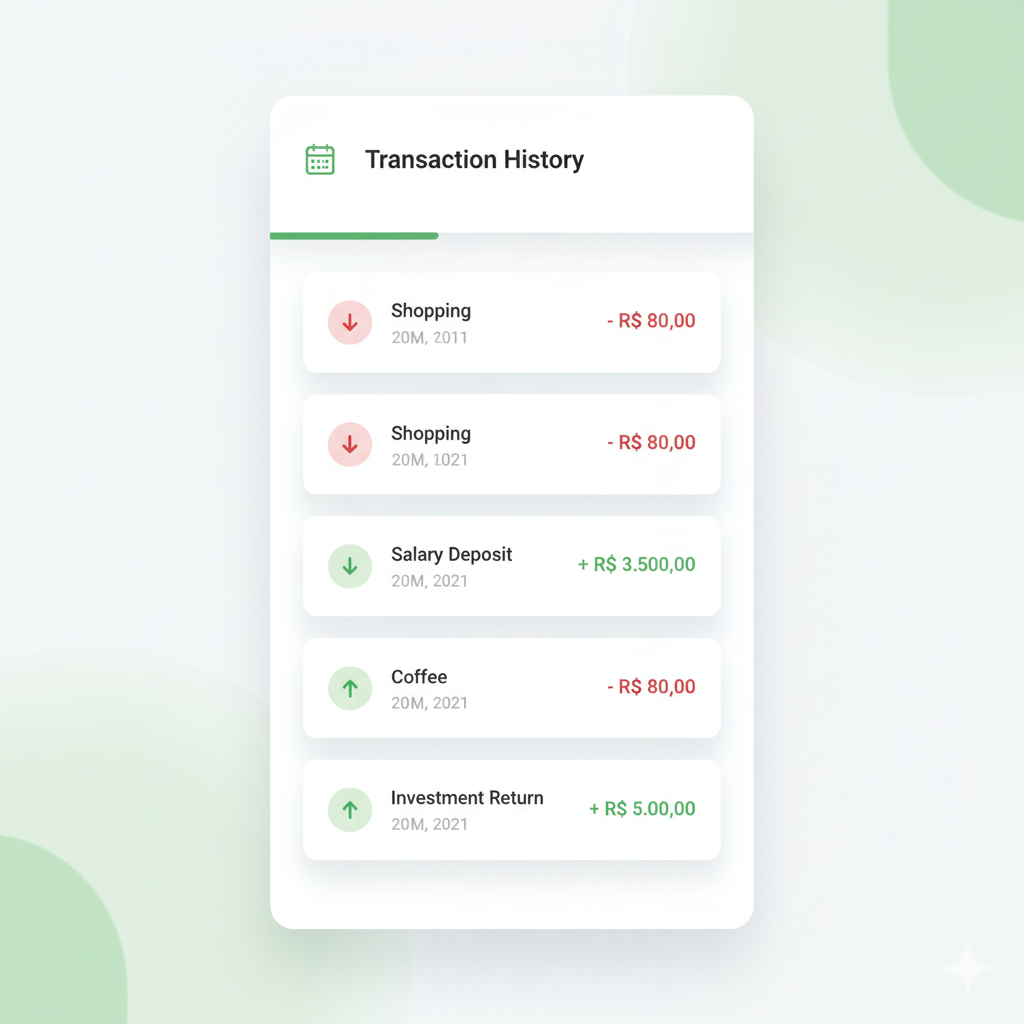 Transaction History
Shopping
20M, 2011
- R$ 80,00
Shopping
20M, 1021
- R$ 80,00
Salary Deposit
20M, 2021
+ R$ 3.500,00
Coffee
20M, 2021
- R$ 80,00
Investment Return
20M, 2021
+ R$ 5.00,00